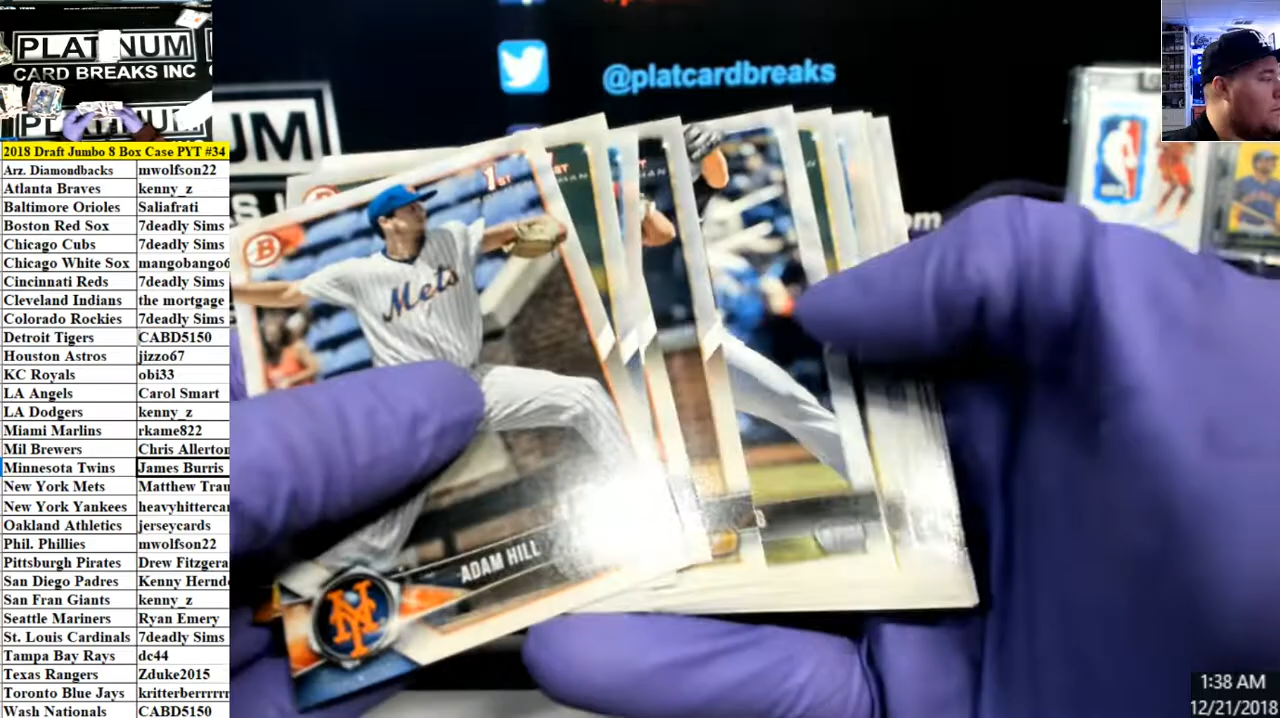 PLATINUM
CARD BREAKS INC
PLATINUM
@platcardbreaks
UM
om
2018 Draft Jumbo 8 Box Case PYT #34
Arz. Diamondbacks mwolfson22
Atlanta Braves kenny_z
Baltimore Orioles Saliafrati
Boston Red Sox 7deadly Sims
Chicago Cubs 7deadly Sims
Chicago White Sox mangobango6
Cincinnati Reds 7deadly Sims
Cleveland Indians the mortgage
Colorado Rockies 7deadly Sims
Detroit Tigers CABD5150
Houston Astros jizzo67
KC Royals obi33
LA Angels Carol Smart
LA Dodgers kenny_z
Miami Marlins rkame822
Mil Brewers Chris Allerton
Minnesota Twins James Burris
New York Mets Matthew Trau
New York Yankees heavyhittercar
Oakland Athletics jerseycards
Phil. Phillies mwolfson22
Pittsburgh Pirates Drew Fitzgera
San Diego Padres Kenny Hernd
San Fran Giants kenny_z
Seattle Mariners Ryan Emery
St. Louis Cardinals 7deadly Sims
Tampa Bay Rays dc44
Texas Rangers Zduke2015
Toronto Blue Jays kritterberrrrrr
Wash Nationals CABD5150
1ST
B
Mets
ADAM HILL
NY
1:38 AM
12/21/2018